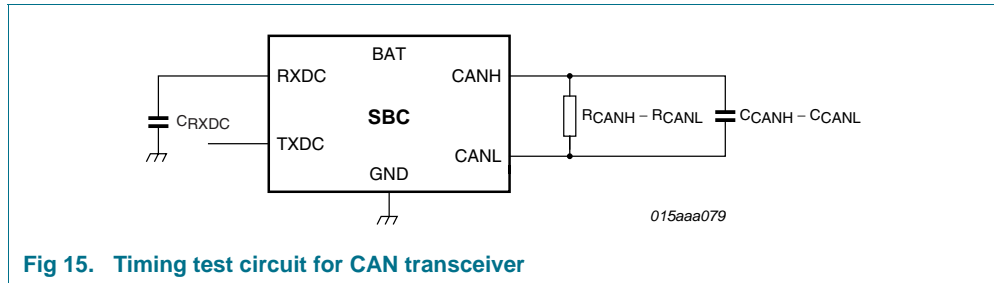 BAT
RXDC
CANH
CRXDC
SBC
RCANH – RCANL
CCANH – CCANL
TXDC
CANL
GND
015aaa079
Fig 15. Timing test circuit for CAN transceiver